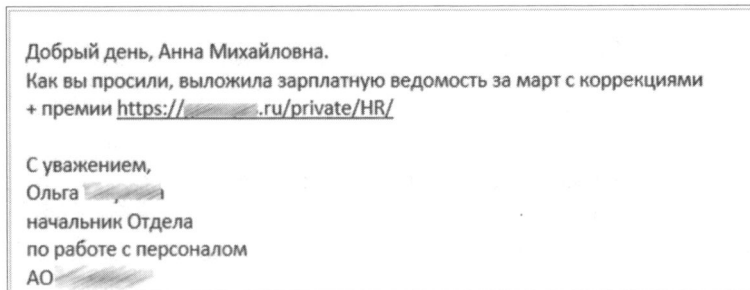 Добрый день, Анна Михайловна.
Как вы просили, выложила зарплатную ведомость за март с коррекциями
+ премии https:// .ru/private/HR/
С уважением,
Ольга
начальник Отдела
по работе с персоналом
АО